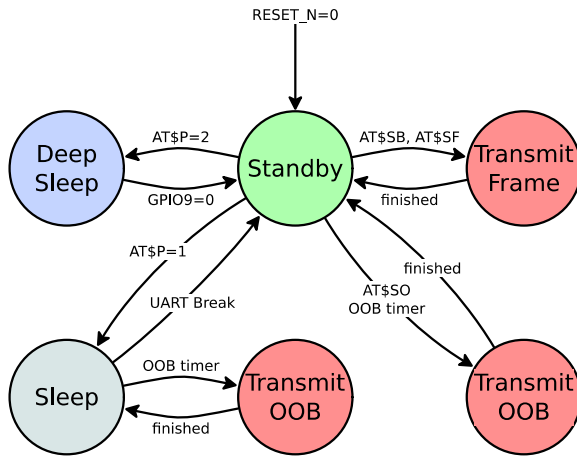 RESET_N=0
AT$P=2
AT$SB, AT$SF
Deep
Sleep
Standby
Transmit
Frame
GPIO9=0
finished
AT$P=1
finished
UART Break
AT$SO
OOB timer
OOB timer
Sleep
Transmit
OOB
Transmit
OOB
finished